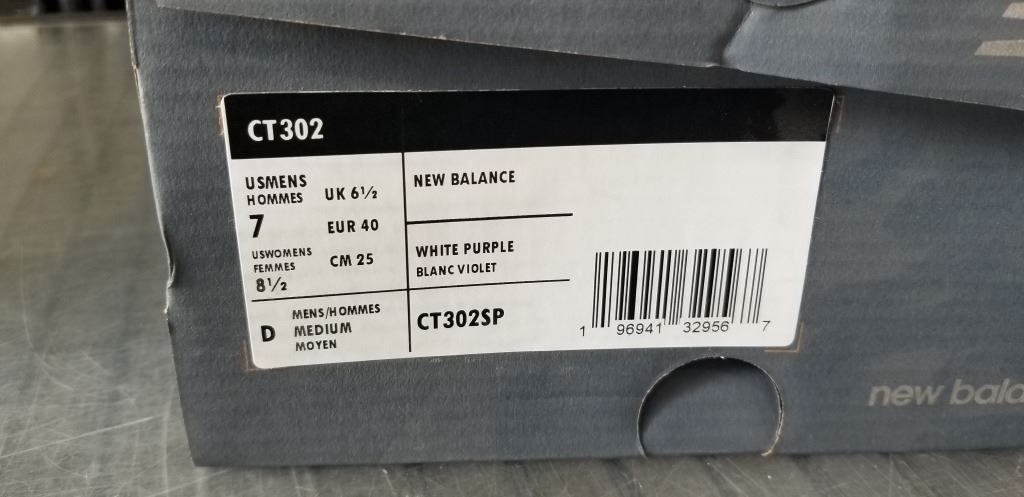 CT302
USMENS
HOMMES
7
UK 6½
EUR 40
USWOMENS
FEMMES
8½
CM 25
D
MENS/HOMMES
MEDIUM
MOYEN
NEW BALANCE
WHITE PURPLE
BLANC VIOLET
CT302SP
1 96941 32956 7
new bala